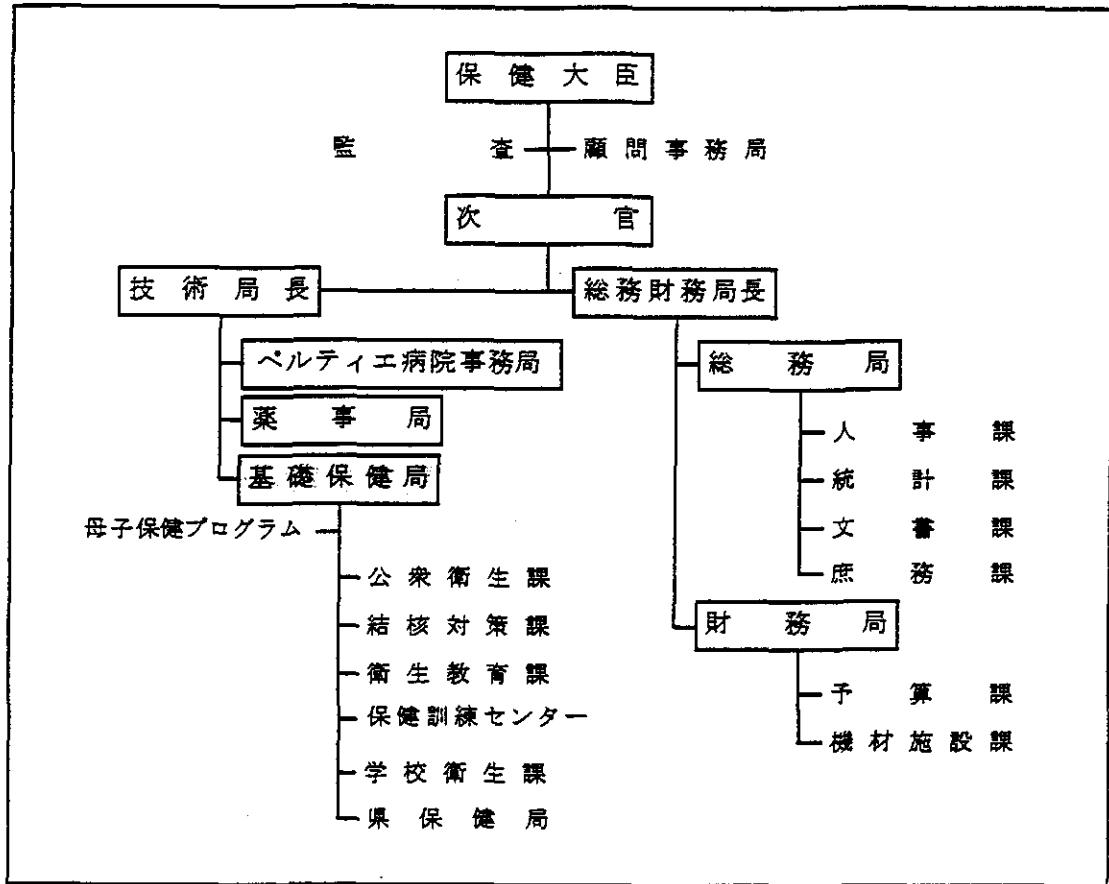 保健大臣
監査 顧問事務局
次官
技術局長 総務財務局長
ペルティエ病院事務局 総務局
薬事局
人事課
基礎保健局 統計課
母子保健プログラム 文書課
公衆衛生課 庶務課
結核対策課 財務局
衛生教育課
予算課
保健訓練センター
機材施設課
学校衛生課
県保健局